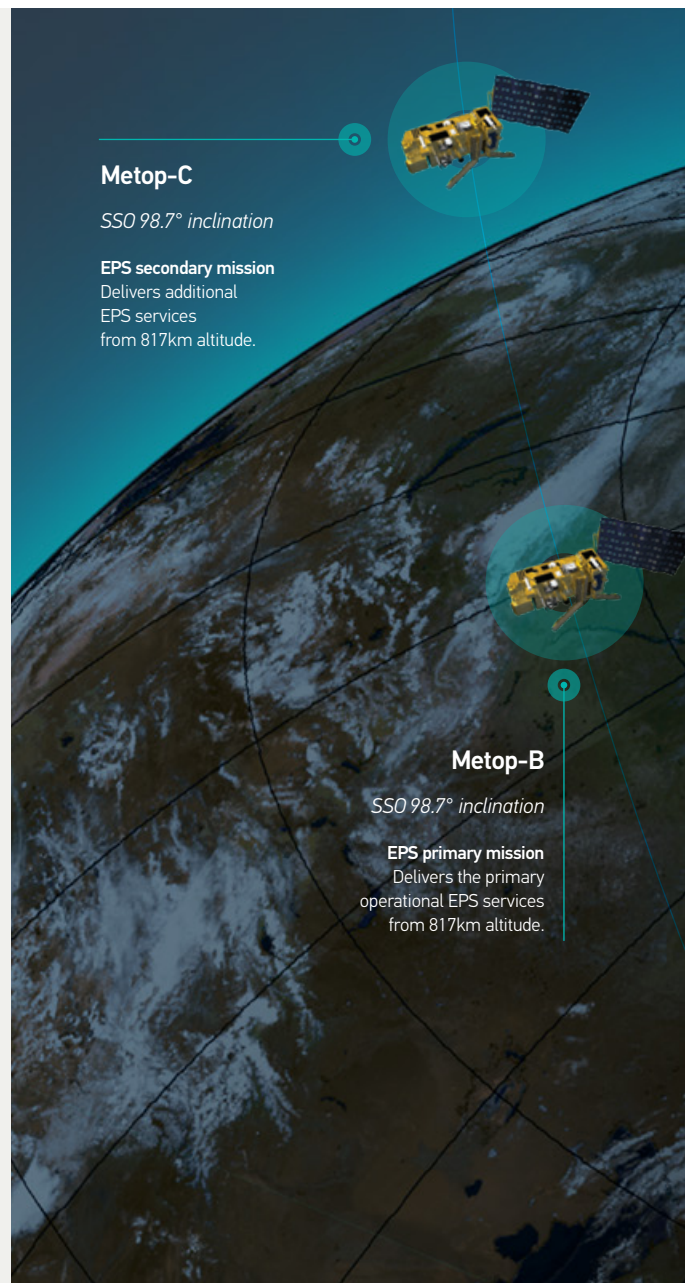 Metop-C
SSO 98.7° inclination
EPS secondary mission
Delivers additional
EPS services
from 817km altitude.
Metop-B
SSO 98.7° inclination
EPS primary mission
Delivers the primary
operational EPS services
from 817km altitude.